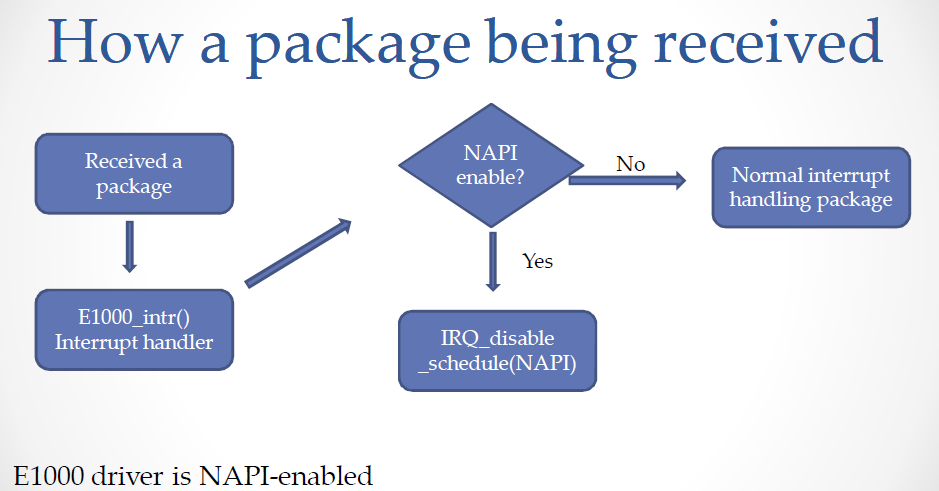 How a package being received
Received a
package
E1000_intr()
Interrupt handler
NAPI
enable?
No
Normal interrupt
handling package
Yes
IRQ_disable
_schedule(NAPI)
E1000 driver is NAPI-enabled